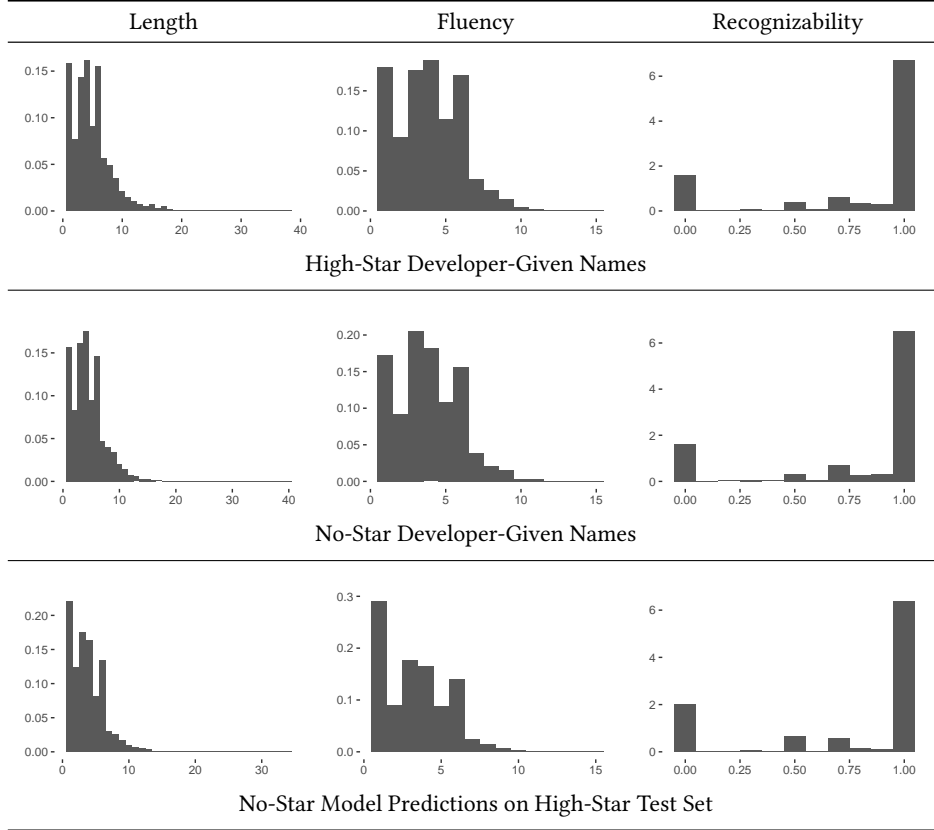 Length Fluency Recognizability
0.15
0.10
0.05
0.00
0 10 20 30 40
0.15
0.10
0.05
0.00
0 5 10 15
6
4
2
0
0.00 0.25 0.50 0.75 1.00
High-Star Developer-Given Names
0.15
0.10
0.05
0.00
0 10 20 30 40
0.20
0.15
0.10
0.05
0.00
0 5 10 15
6
4
2
0
0.00 0.25 0.50 0.75 1.00
No-Star Developer-Given Names
0.20
0.15
0.10
0.05
0.00
0 10 20 30
0.3
0.2
0.1
0.0
0 5 10 15
6
4
2
0
0.00 0.25 0.50 0.75 1.00
No-Star Model Predictions on High-Star Test Set